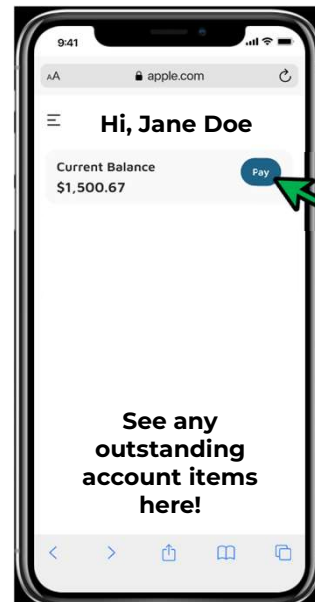 9:41
AA apple.com
Hi, Jane Doe
Current Balance
$1,500.67
Pay
See any
outstanding
account items
here!